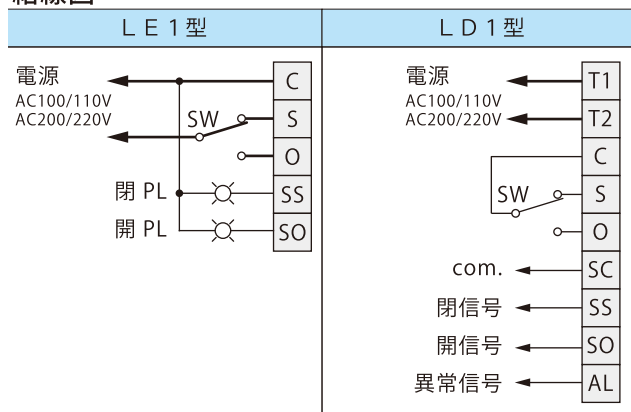 結線図
LE1型
LD1型
電源
AC100/110V
AC200/220V
SW
閉 PL
開 PL
C
S
O
SS
SO
電源
AC100/110V
AC200/220V
SW
com.
閉信号
開信号
異常信号
T1
T2
C
S
O
SC
SS
SO
AL